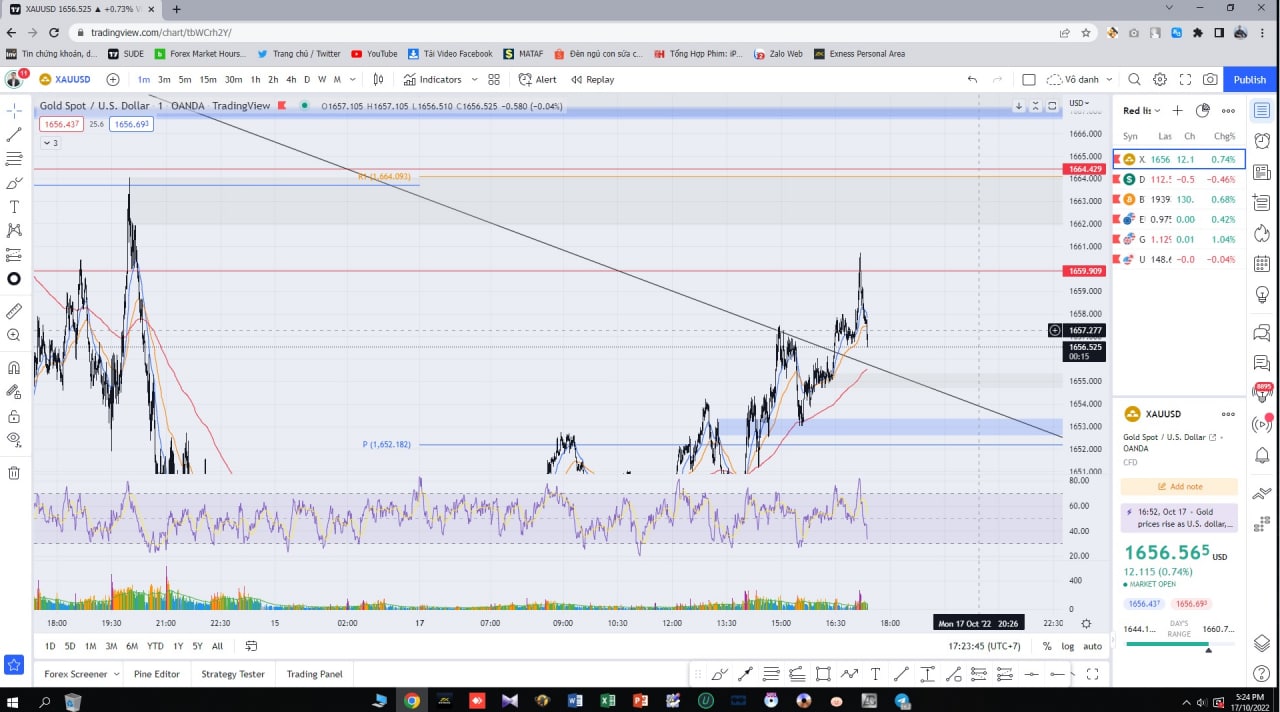 XAUUSD 1656.525 ▲ +0.73% Vi
tradingview.com/chart/tbWCrh2Y/
Tin chứng khoán, d... SUDE Forex Market Hours... Trang chủ / Twitter YouTube Tải Video Facebook MATAF Đèn ngủ con sứa c... Tổng Hợp Phim: iP... Zalo Web Exness Personal Area
11 XAUUSD 1m 3m 5m 15m 30m 1h 2h 4h D W M Indicators Alert Replay Vô danh Publish
Gold Spot / U.S. Dollar 1 OANDA TradingView O1657.105 H1657.105 L1656.510 C1656.525 -0.580 (-0.04%)
USD
1656.437 25.6 1656.693
3
R1 (1,664.093)
P (1,652.182)
1666.000
1665.000
1664.429
1664.000
1663.000
1662.000
1661.000
1659.909
1659.000
1658.000
1657.277
1656.525
00:15
1655.000
1654.000
1653.000
1652.000
1651.000
80.00
60.00
40.00
20.00
400
0
18:00 19:30 21:00 22:30 15 02:00 17 07:00 09:00 10:30 12:00 13:30 15:00 16:30 18:00 Mon 17 Oct '22 20:26 22:30
1D 5D 1M 3M 6M YTD 1Y 5Y All 17:23:45 (UTC+7) % log auto
Forex Screener Pine Editor Strategy Tester Trading Panel
Red lis
Syn Las Ch Chg%
X 1656 12.1 0.74%
D 112.5 -0.5 -0.46%
B 1939. 130. 0.68%
E 0.975 0.00 0.42%
G 1.129 0.01 1.04%
U 148.6 -0.0 -0.04%
XAUUSD
Gold Spot / U.S. Dollar
OANDA
CFD
Add note
16:52, Oct 17 - Gold
prices rise as U.S. dollar,...
1656.565 USD
12.115 (0.74%)
MARKET OPEN
1656.437 1656.693
1644.1... DAY'S RANGE 1660.7...
5:24 PM
17/10/2022